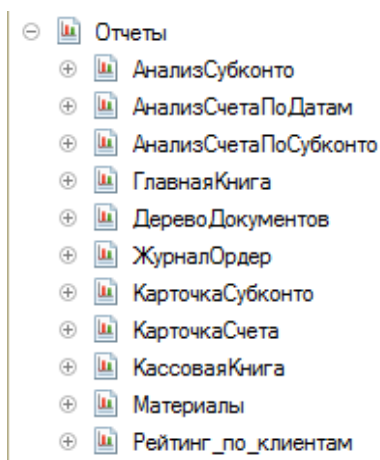 Отчеты
АнализСубконто
АнализСчетаПоДатам
АнализСчетаПоСубконто
ГлавнаяКнига
ДеревоДокументов
ЖурналОрдер
КарточкаСубконто
КарточкаСчета
КассоваяКнига
Материалы
Рейтинг_по_клиентам